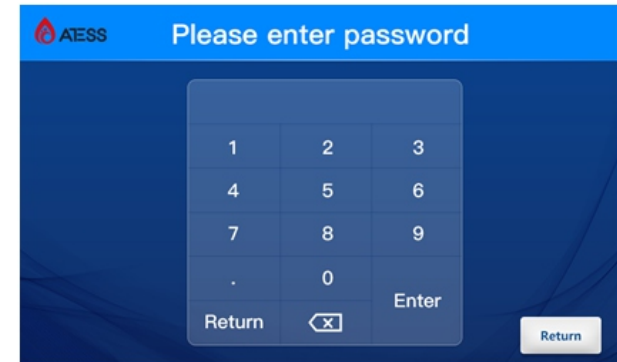 ATESS Please enter password
1 2 3
4 5 6
7 8 9
. 0
Enter
Return
Return